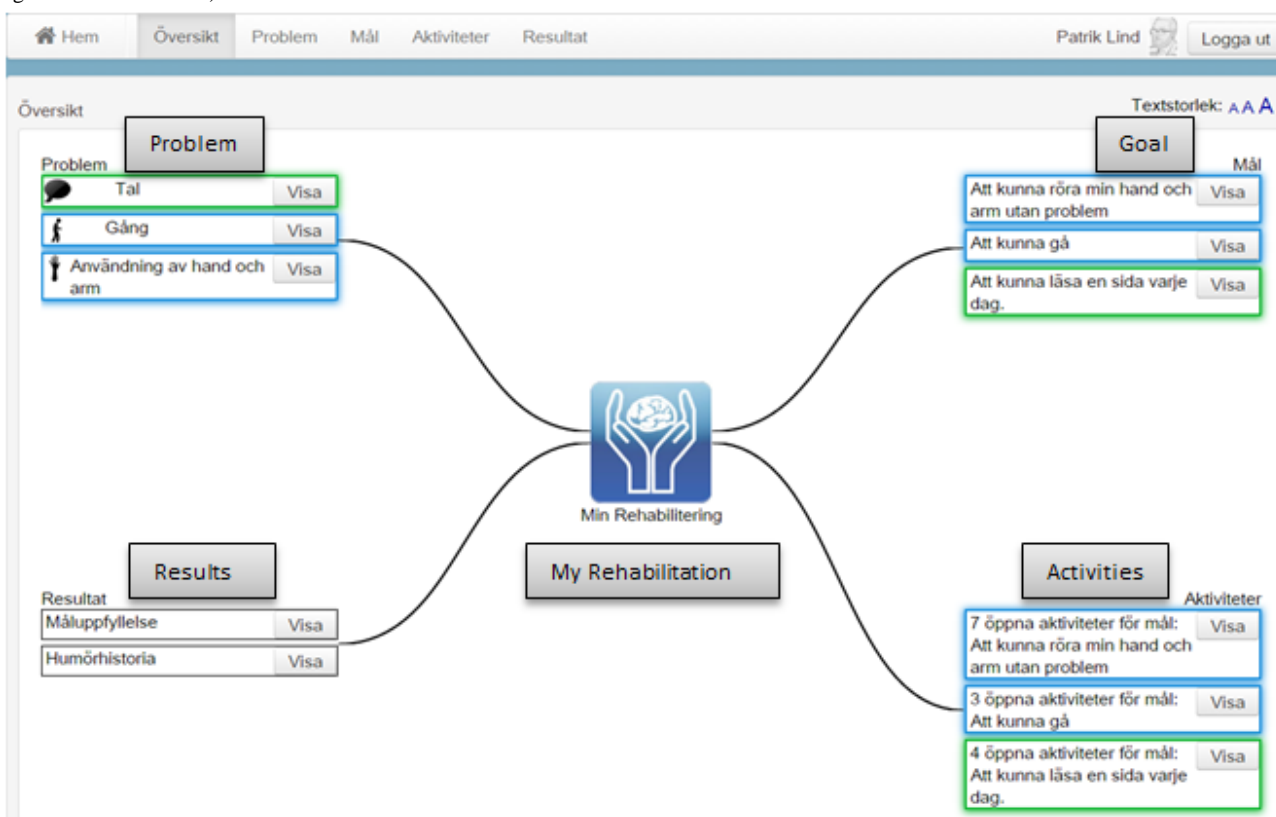 Hem Översikt Problem Mål Aktiviteter Resultat Patrik Lind Logga ut
Översikt
Textstorlek: A A A
Problem
Problem
Tal Visa
Gång Visa
Användning av hand och Visa
arm
Goal
Mål
Att kunna röra min hand och Visa
arm utan problem
Att kunna gå Visa
Att kunna läsa en sida varje Visa
dag.
Min Rehabilitering
My Rehabilitation
Results
Resultat
Måluppfyllelse Visa
Humörhistoria Visa
Activities
Aktiviteter
7 öppna aktiviteter för mål: Visa
Att kunna röra min hand och
arm utan problem
3 öppna aktiviteter för mål: Visa
Att kunna gå
4 öppna aktiviteter för mål: Visa
Att kunna läsa en sida varje
dag.